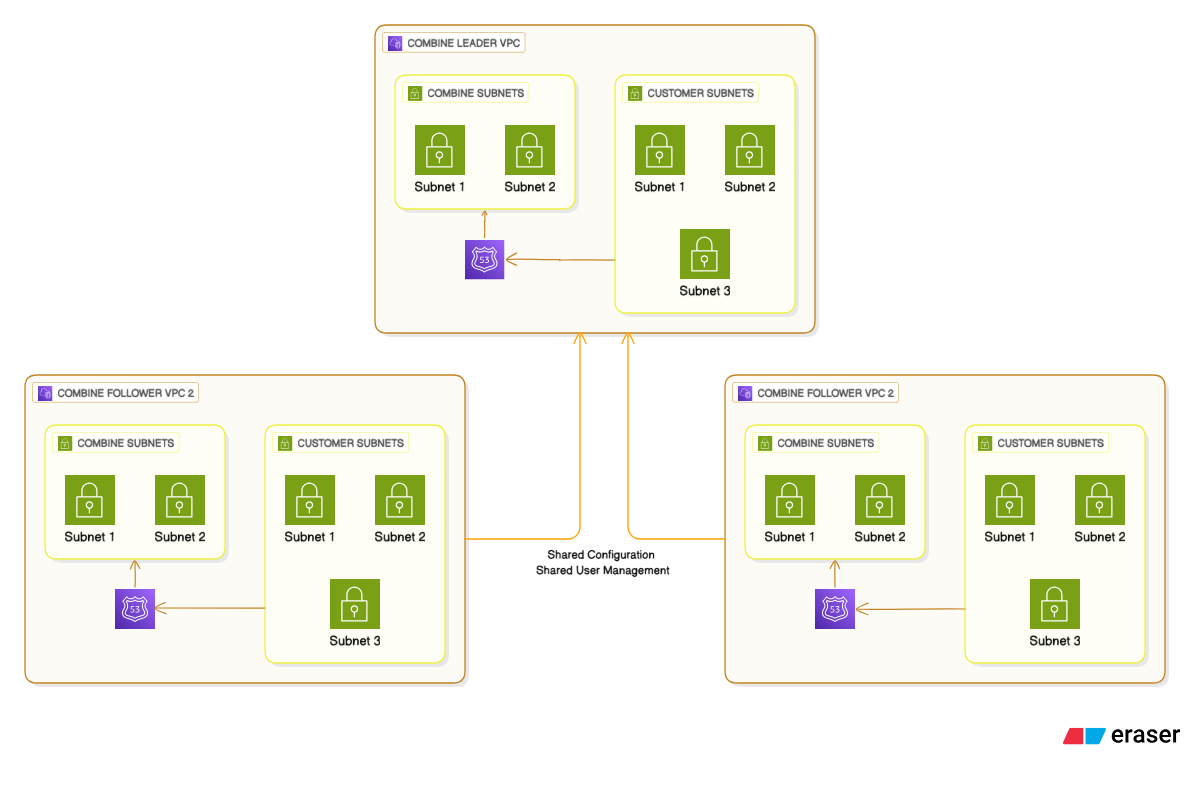 COMBINE LEADER VPC
COMBINE SUBNETS
Subnet 1
Subnet 2
CUSTOMER SUBNETS
Subnet 1
Subnet 2
Subnet 3
53
COMBINE FOLLOWER VPC 2
COMBINE SUBNETS
Subnet 1
Subnet 2
CUSTOMER SUBNETS
Subnet 1
Subnet 2
Subnet 3
53
Shared Configuration
Shared User Management
COMBINE FOLLOWER VPC 2
COMBINE SUBNETS
Subnet 1
Subnet 2
CUSTOMER SUBNETS
Subnet 1
Subnet 2
Subnet 3
53
eraser